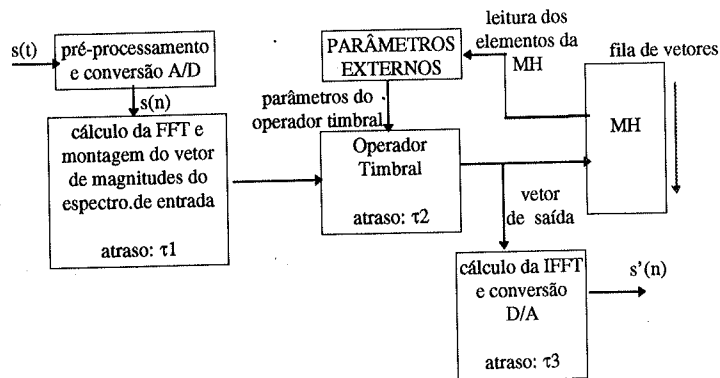 s(t)
pré-processamento
e conversão A/D
s(n)
cálculo da FFT e
montagem do vetor
de magnitudes do
espectro.de entrada
atraso: τ1
PARÂMETROS
EXTERNOS
parâmetros do
operador timbral
Operador
Timbral
atraso: τ2
leitura dos
elementos da
MH
fila de vetores
MH
vetor
de saída
cálculo da IFFT
e conversão
D/A
atraso: τ3
s'(n)